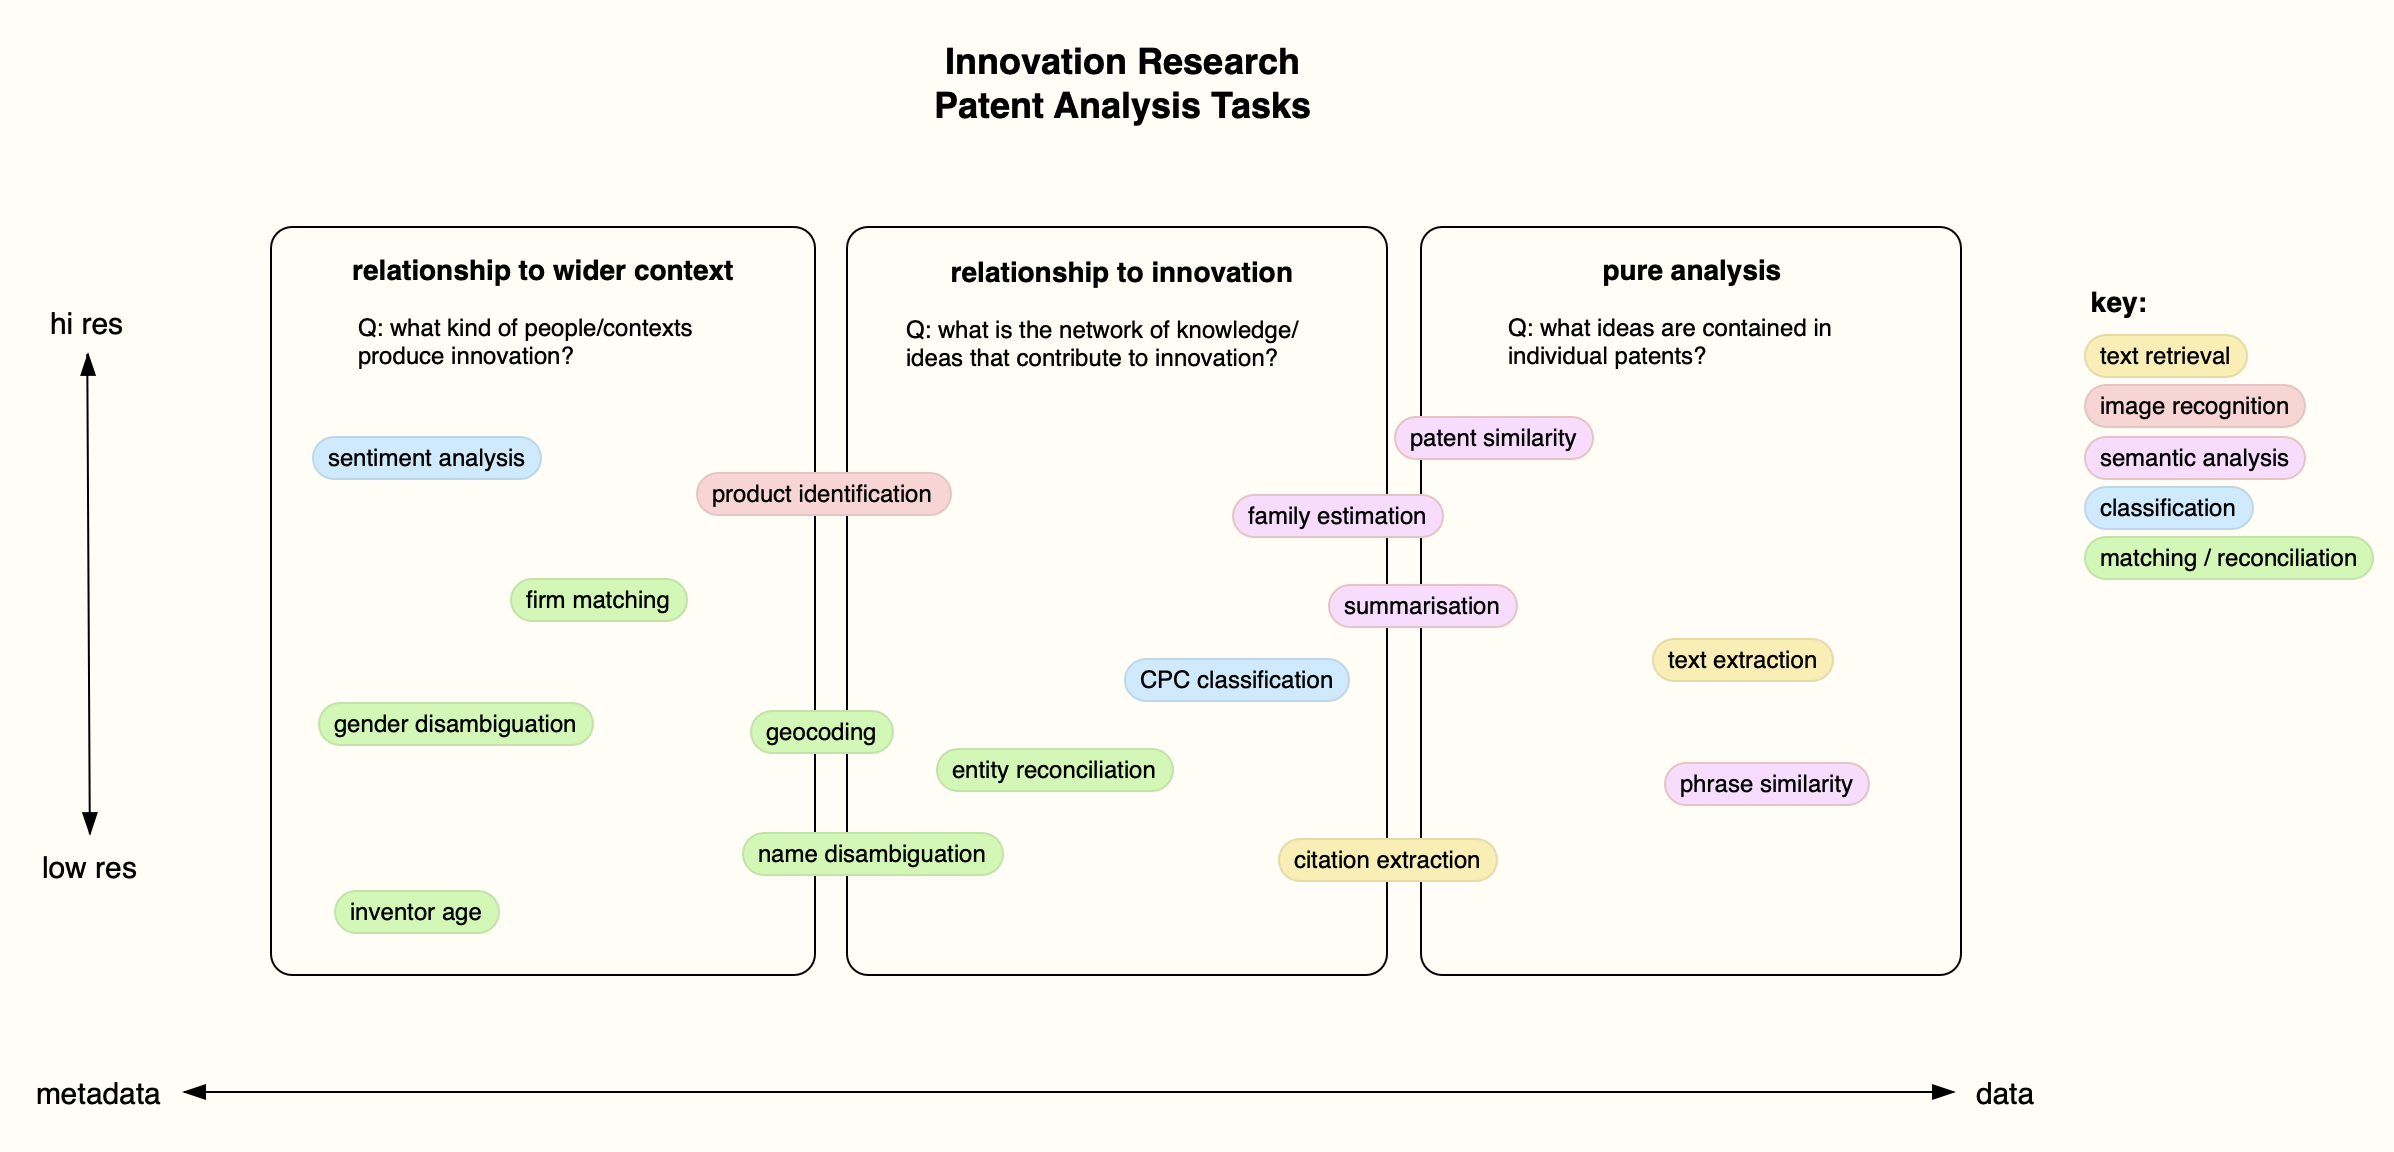 Innovation Research
Patent Analysis Tasks
relationship to wider context
Q: what kind of people/contexts
produce innovation?
relationship to innovation
Q: what is the network of knowledge/
ideas that contribute to innovation?
pure analysis
Q: what ideas are contained in
individual patents?
key:
text retrieval
image recognition
semantic analysis
classification
matching / reconciliation
hi res
low res
sentiment analysis
product identification
firm matching
gender disambiguation
geocoding
name disambiguation
inventor age
entity reconciliation
CPC classification
patent similarity
family estimation
summarisation
text extraction
phrase similarity
citation extraction
metadata
data